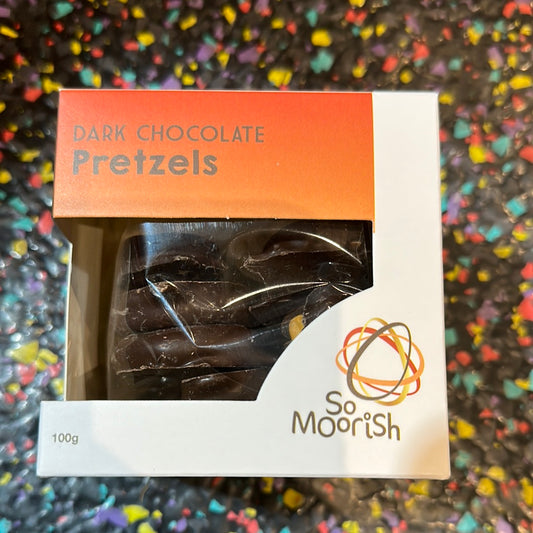 DARK CHOCOLATE
Pretzels
So
MooriSh
100g